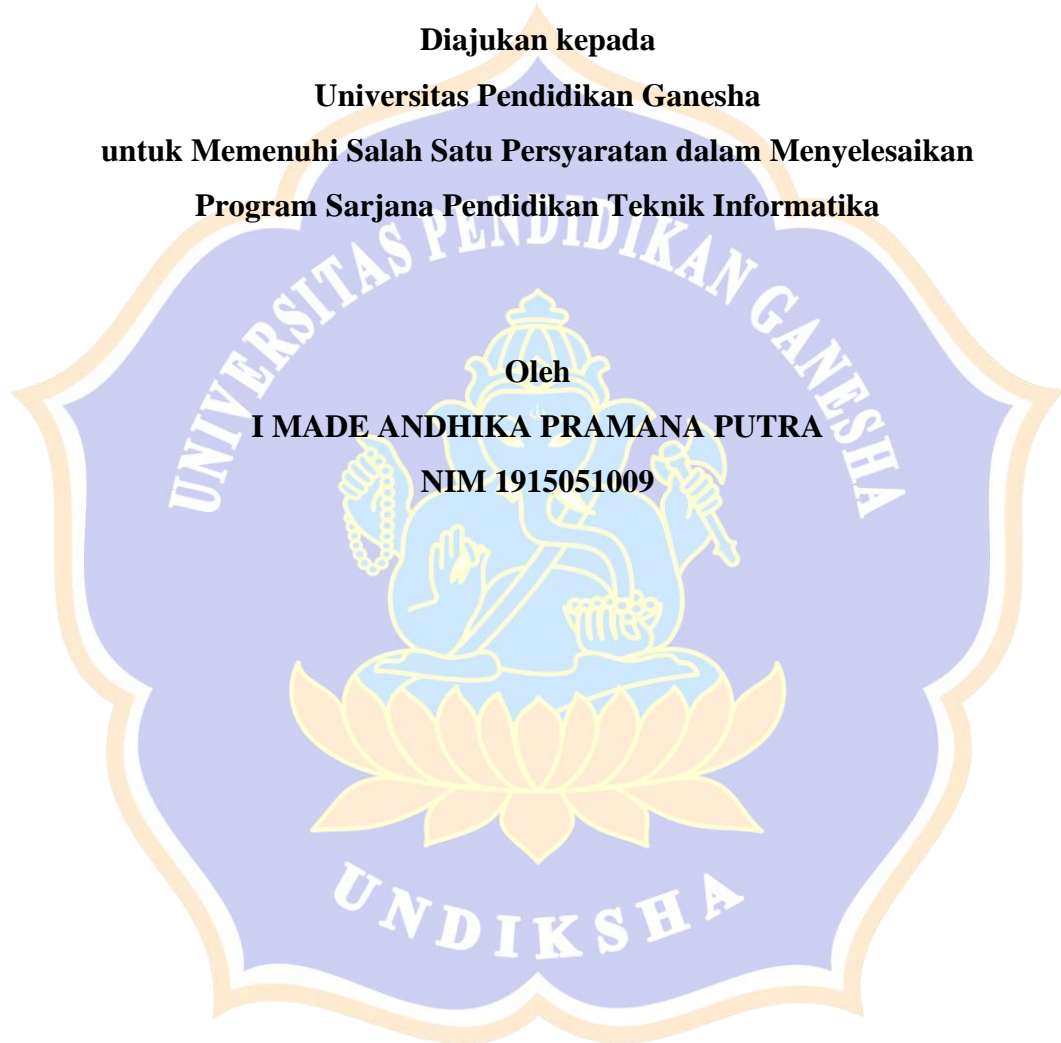 Diajukan kepada
Universitas Pendidikan Ganesha
untuk Memenuhi Salah Satu Persyaratan dalam Menyelesaikan
Program Sarjana Pendidikan Teknik Informatika
UNIVERSITAS PENDIDIKAN GANESHA
Oleh
I MADE ANDHIKA PRAMANA PUTRA
NIM 1915051009
UNDIKSHA